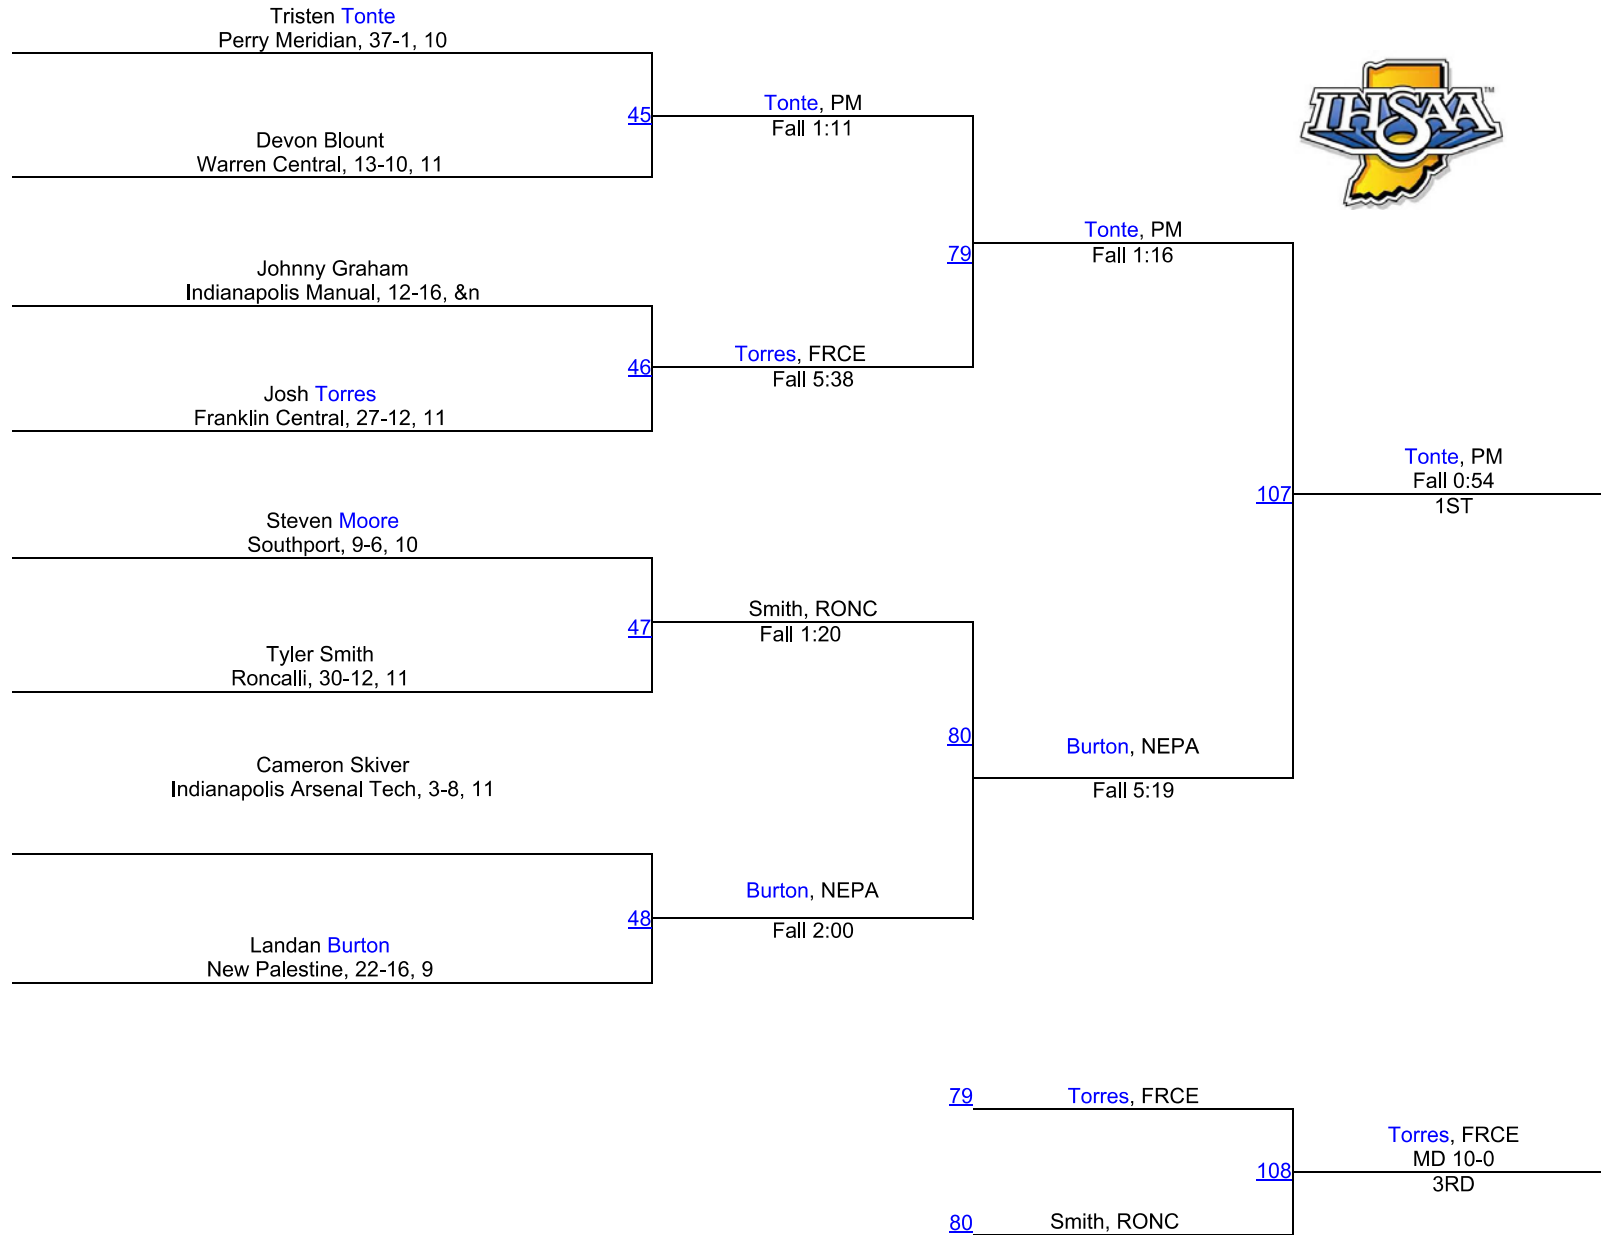 Tristen Tonte
Perry Meridian, 37-1, 10
45
Devon Blount
Warren Central, 13-10, 11
Tonte, PM
Fall 1:11
Johnny Graham
Indianapolis Manual, 12-16, &n
46
Josh Torres
Franklin Central, 27-12, 11
Torres, FRCE
Fall 5:38
79
Tonte, PM
Fall 1:16
IHSAA
TM
Steven Moore
Southport, 9-6, 10
47
Tyler Smith
Roncalli, 30-12, 11
Smith, RONC
Fall 1:20
Cameron Skiver
Indianapolis Arsenal Tech, 3-8, 11
48
Landan Burton
New Palestine, 22-16, 9
Burton, NEPA
Fall 2:00
80
Burton, NEPA
Fall 5:19
107
Tonte, PM
Fall 0:54
1ST
79
Torres, FRCE
108
80
Smith, RONC
Torres, FRCE
MD 10-0
3RD